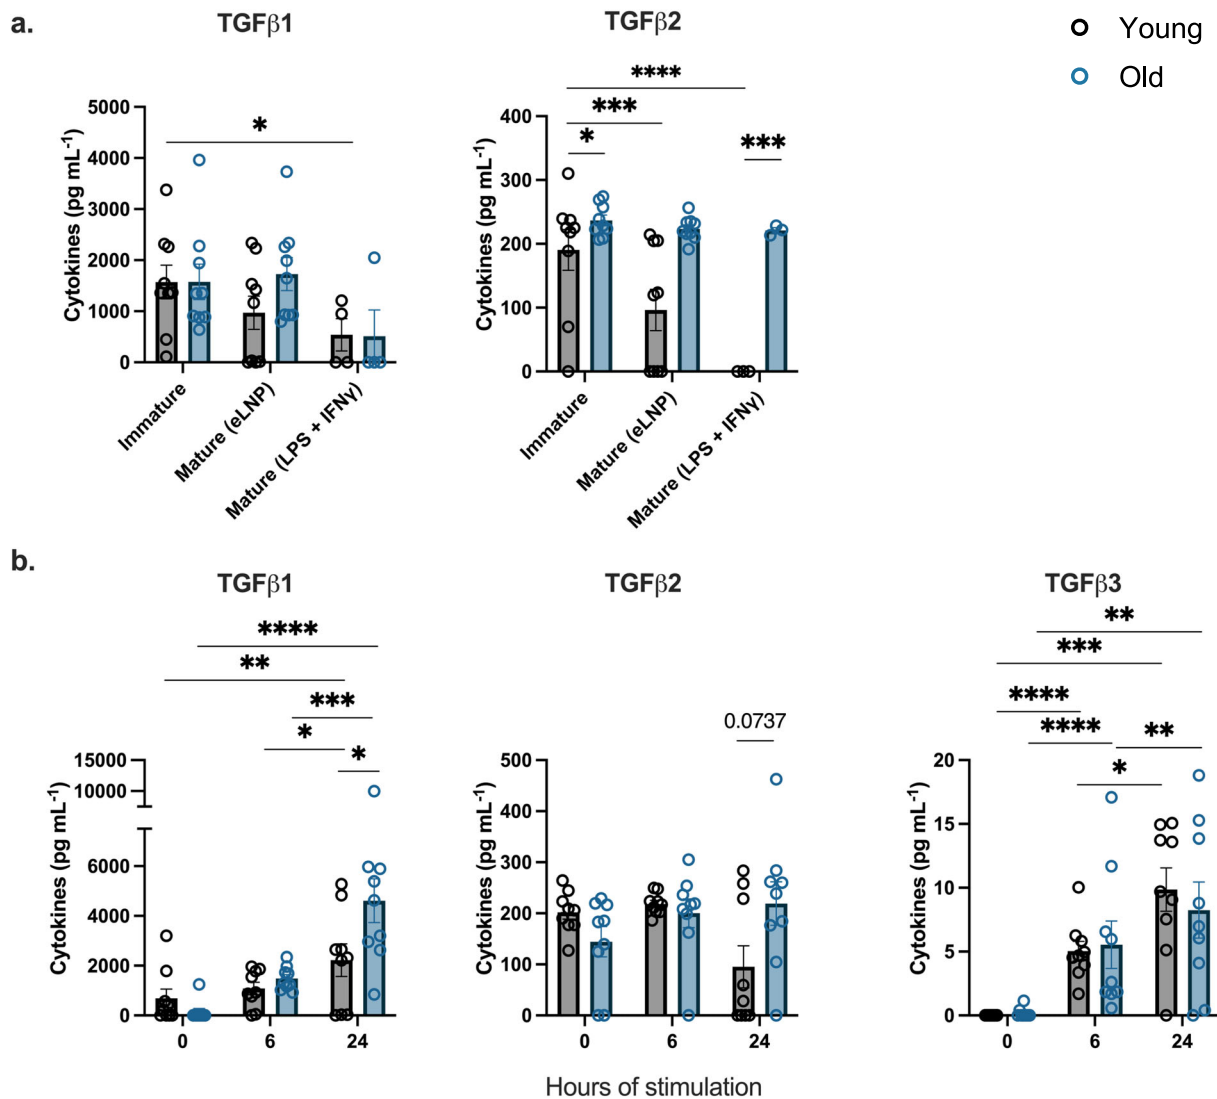 a.
TGFβ1
TGFβ2
Young
Old
Cytokines (pg mL-1)
5000
4000
3000
2000
1000
0
*
Immature
Mature (eLNP)
Mature (LPS + IFNγ)
Cytokines (pg mL-1)
400
300
200
100
0
****
***
*
***
Immature
Mature (eLNP)
Mature (LPS + IFNγ)
b.
TGFβ1
TGFβ2
TGFβ3
****
**
***
*
*
Cytokines (pg mL-1)
15000
10000
6000
4000
2000
0
0 6 24
0.0737
Cytokines (pg mL-1)
500
400
300
200
100
0
0 6 24
**
***
****
****
**
*
Cytokines (pg mL-1)
20
15
10
5
0
0 6 24
Hours of stimulation